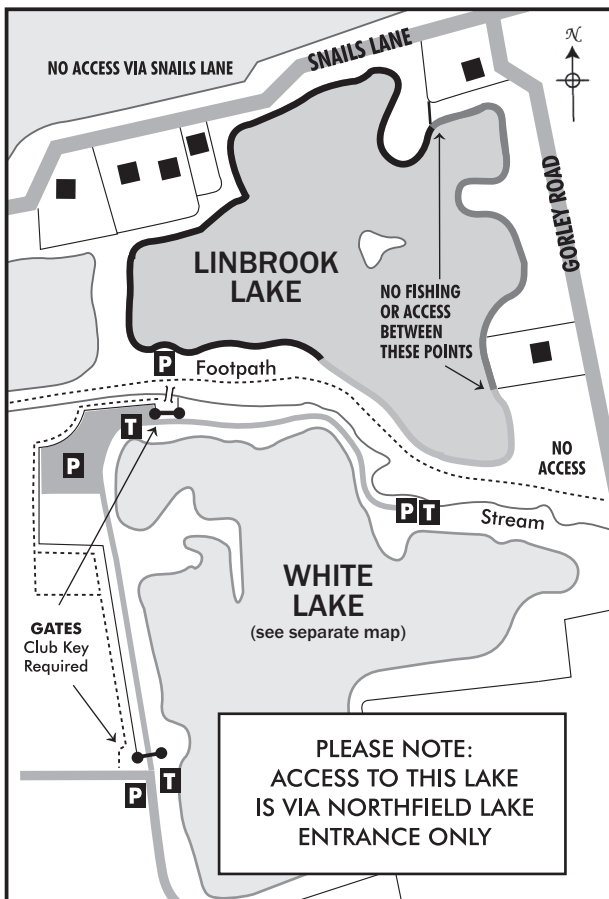 N
SNAILS LANE
NO ACCESS VIA SNAILS LANE
GORLEY ROAD
LINBROOK
LAKE
NO FISHING
OR ACCESS
BETWEEN
THESE POINTS
P
Footpath
T
P
NO
ACCESS
P T
Stream
WHITE
LAKE
(see separate map)
GATES
Club Key
Required
T
P
PLEASE NOTE:
ACCESS TO THIS LAKE
IS VIA NORTHFIELD LAKE
ENTRANCE ONLY